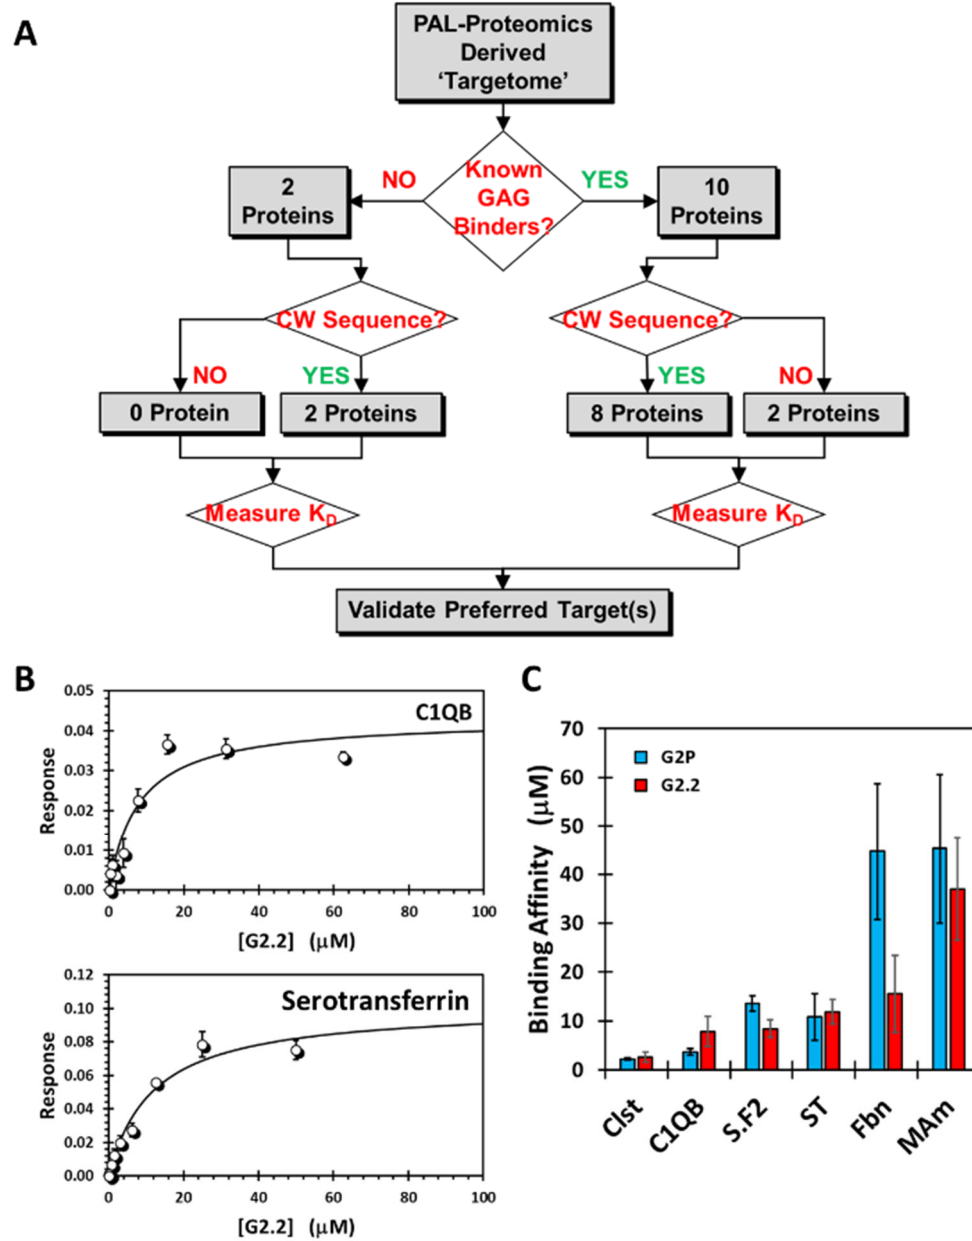 A
PAL-Proteomics
Derived
‘Targetome’
Known
GAG
Binders?
NO
YES
2
Proteins
10
Proteins
CW Sequence?
CW Sequence?
NO
YES
YES
NO
0 Protein
2 Proteins
8 Proteins
2 Proteins
Measure KD
Measure KD
Validate Preferred Target(s)
B
C1QB
Response
0.05
0.04
0.03
0.02
0.01
0.00
0 20 40 60 80 100
[G2.2] (μM)
Serotransferrin
Response
0.12
0.10
0.08
0.06
0.04
0.02
0.00
0 20 40 60 80 100
[G2.2] (μM)
C
Binding Affinity (μM)
70
60
50
40
30
20
10
0
G2P
G2.2
Clst C1QB S.F2 ST Fbn MAm